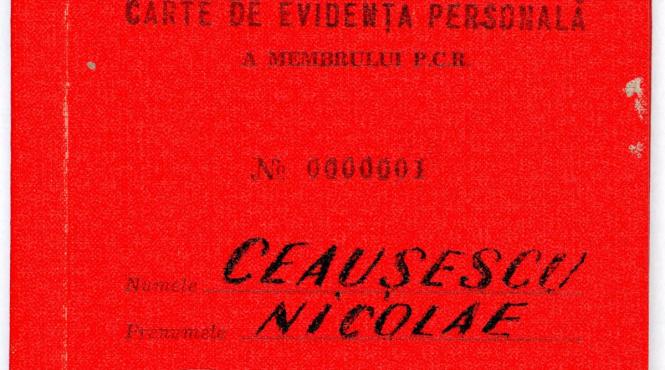 CARTE DE EVIDENȚA PERSONALĂ
A MEMBRULUI P.C.R.
№ 0000001
Numele CEAUȘESCU
Prenumele NICOLAE